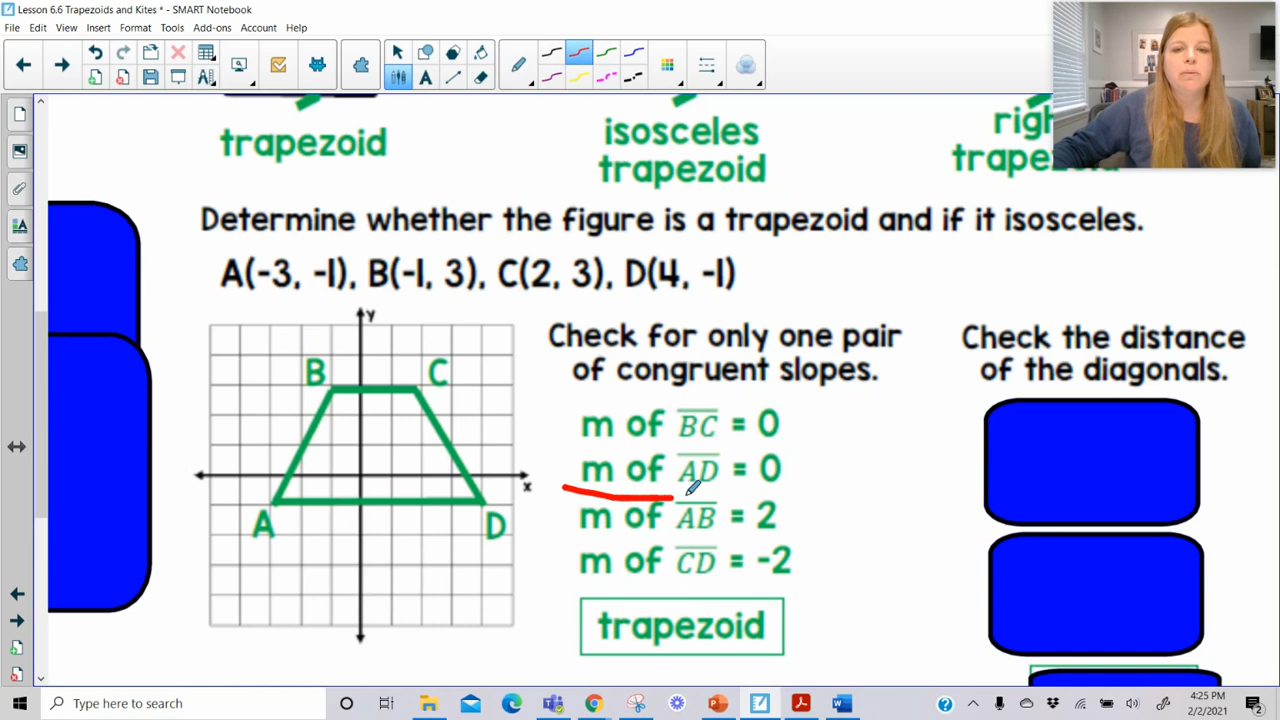 Lesson 6.6 Trapezoids and Kites * - SMART Notebook
File Edit View Insert Format Tools Add-ons Account Help
trapezoid
isosceles
trapezoid
Determine whether the figure is a trapezoid and if it isosceles.
A(-3, -1), B(-1, 3), C(2, 3), D(4, -1)
y
B
C
x
A
D
Check for only one pair
of congruent slopes.
m of BC = 0
m of AD = 0
m of AB = 2
m of CD = -2
trapezoid
Check the distance
of the diagonals.
Type here to search
4:25 PM
2/2/2021